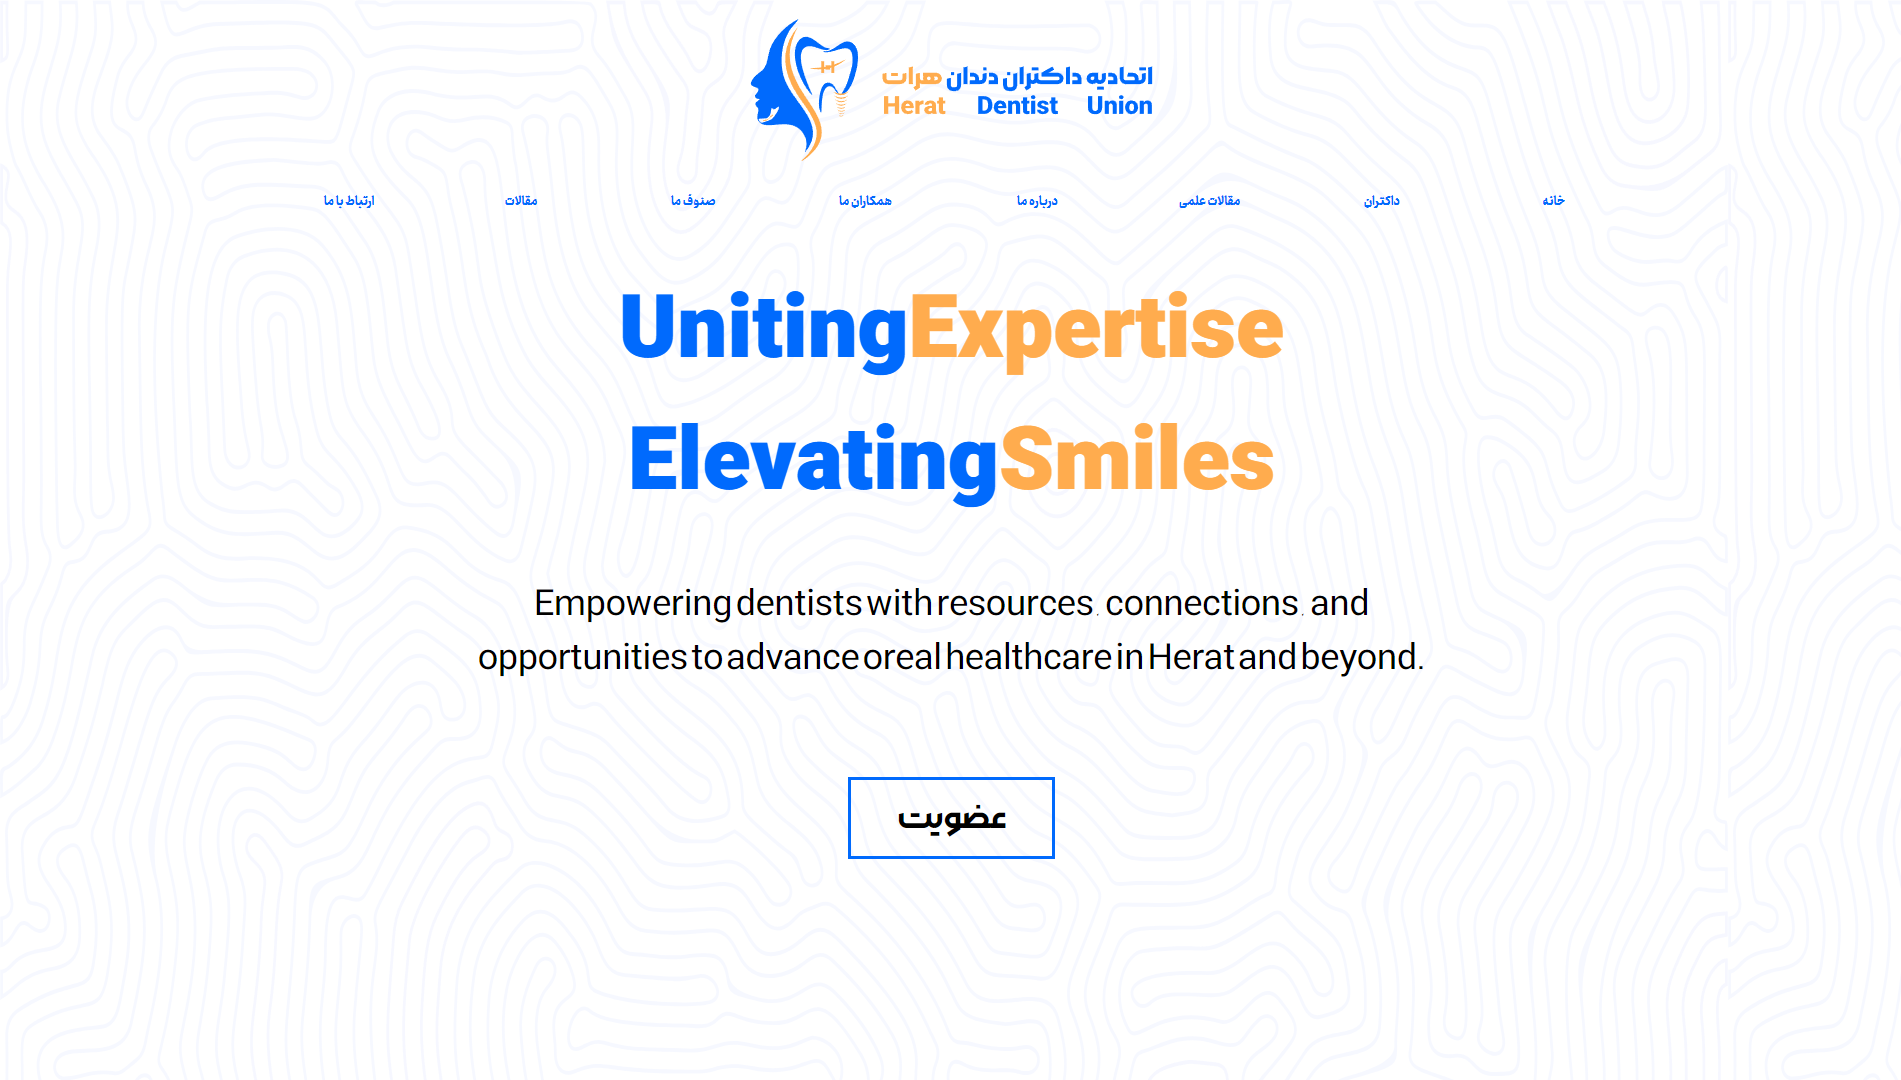 اتحادیه داکتران دندان هرات
Herat Dentist Union
خانه
داکتران
مقالات علمی
درباره ما
همکاران ما
صنوف ما
مقالات
ارتباط با ما
UnitingExpertise
ElevatingSmiles
Empowering dentists with resources, connections, and
opportunities to advance oreal healthcare in Herat and beyond.
عضویت